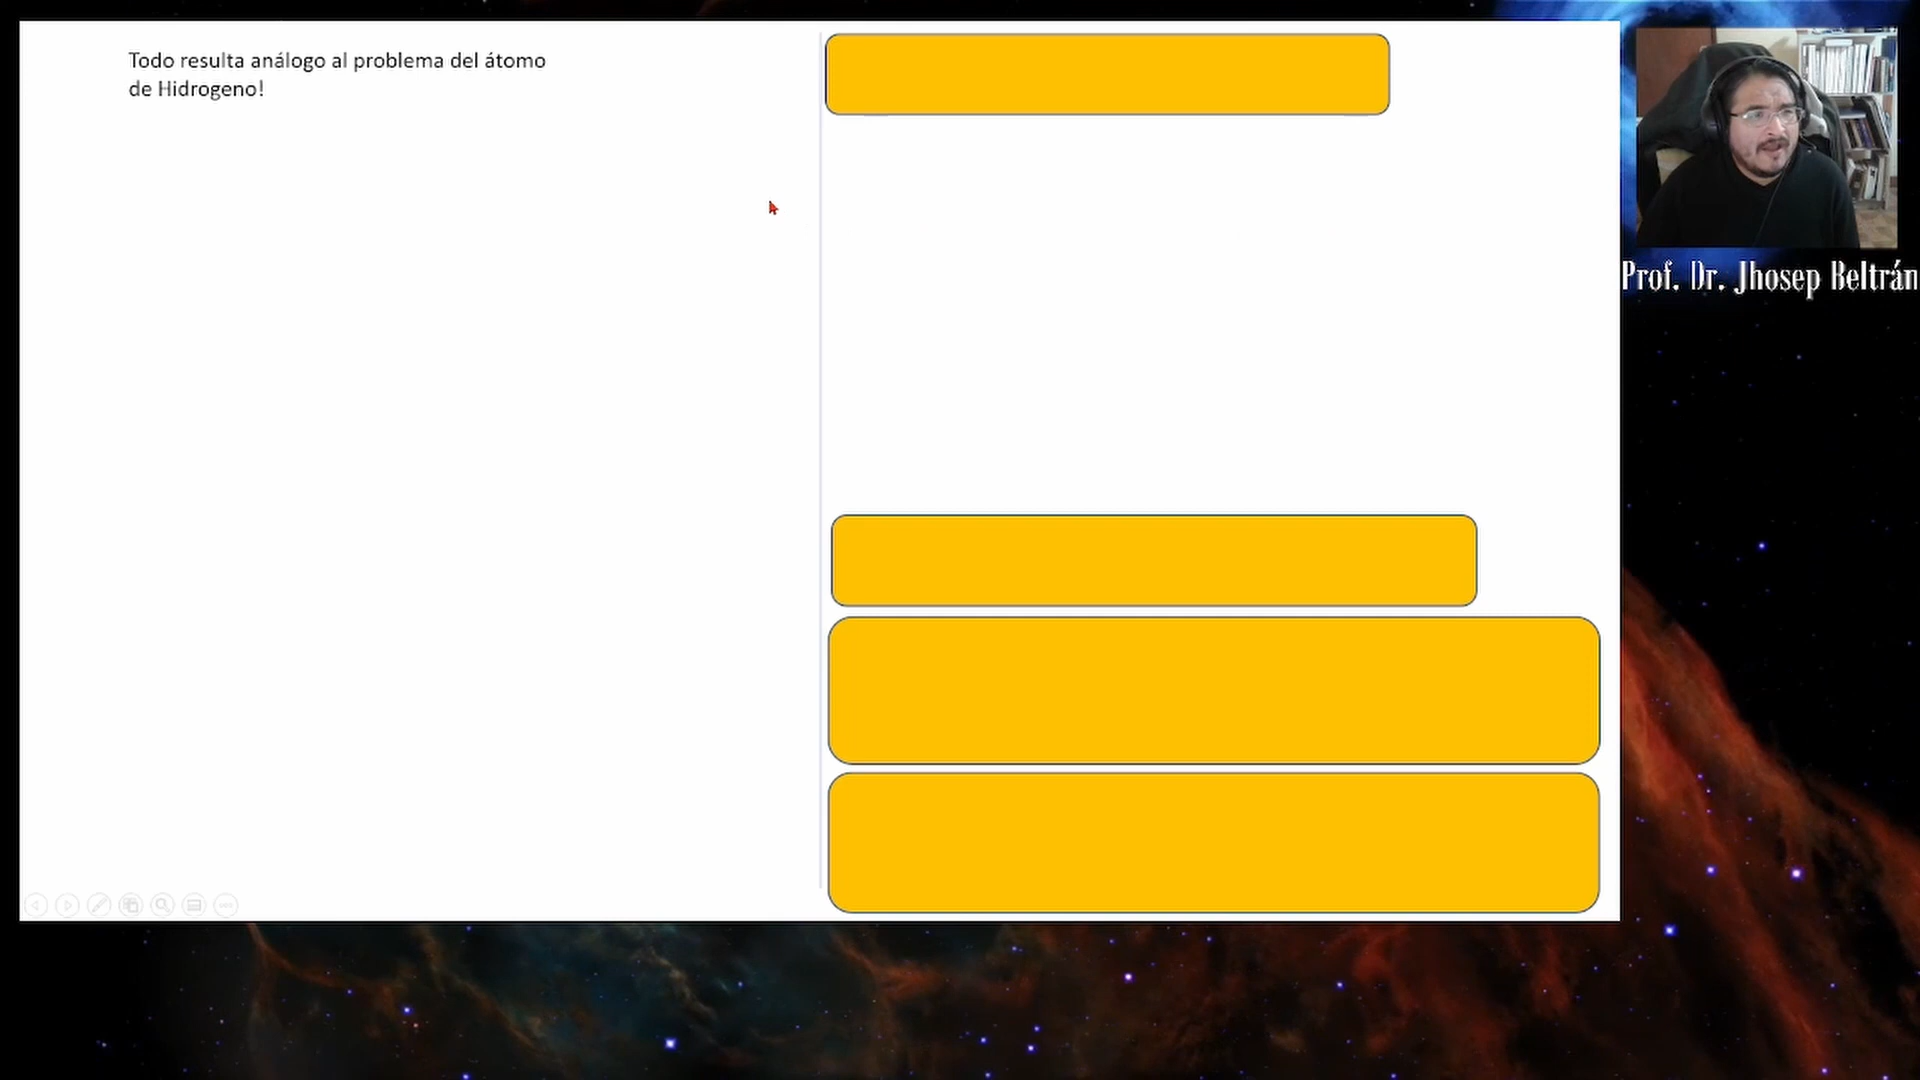 Todo resulta análogo al problema del átomo
de Hidrogeno!
Prof. Dr. Jhosep Beltrán